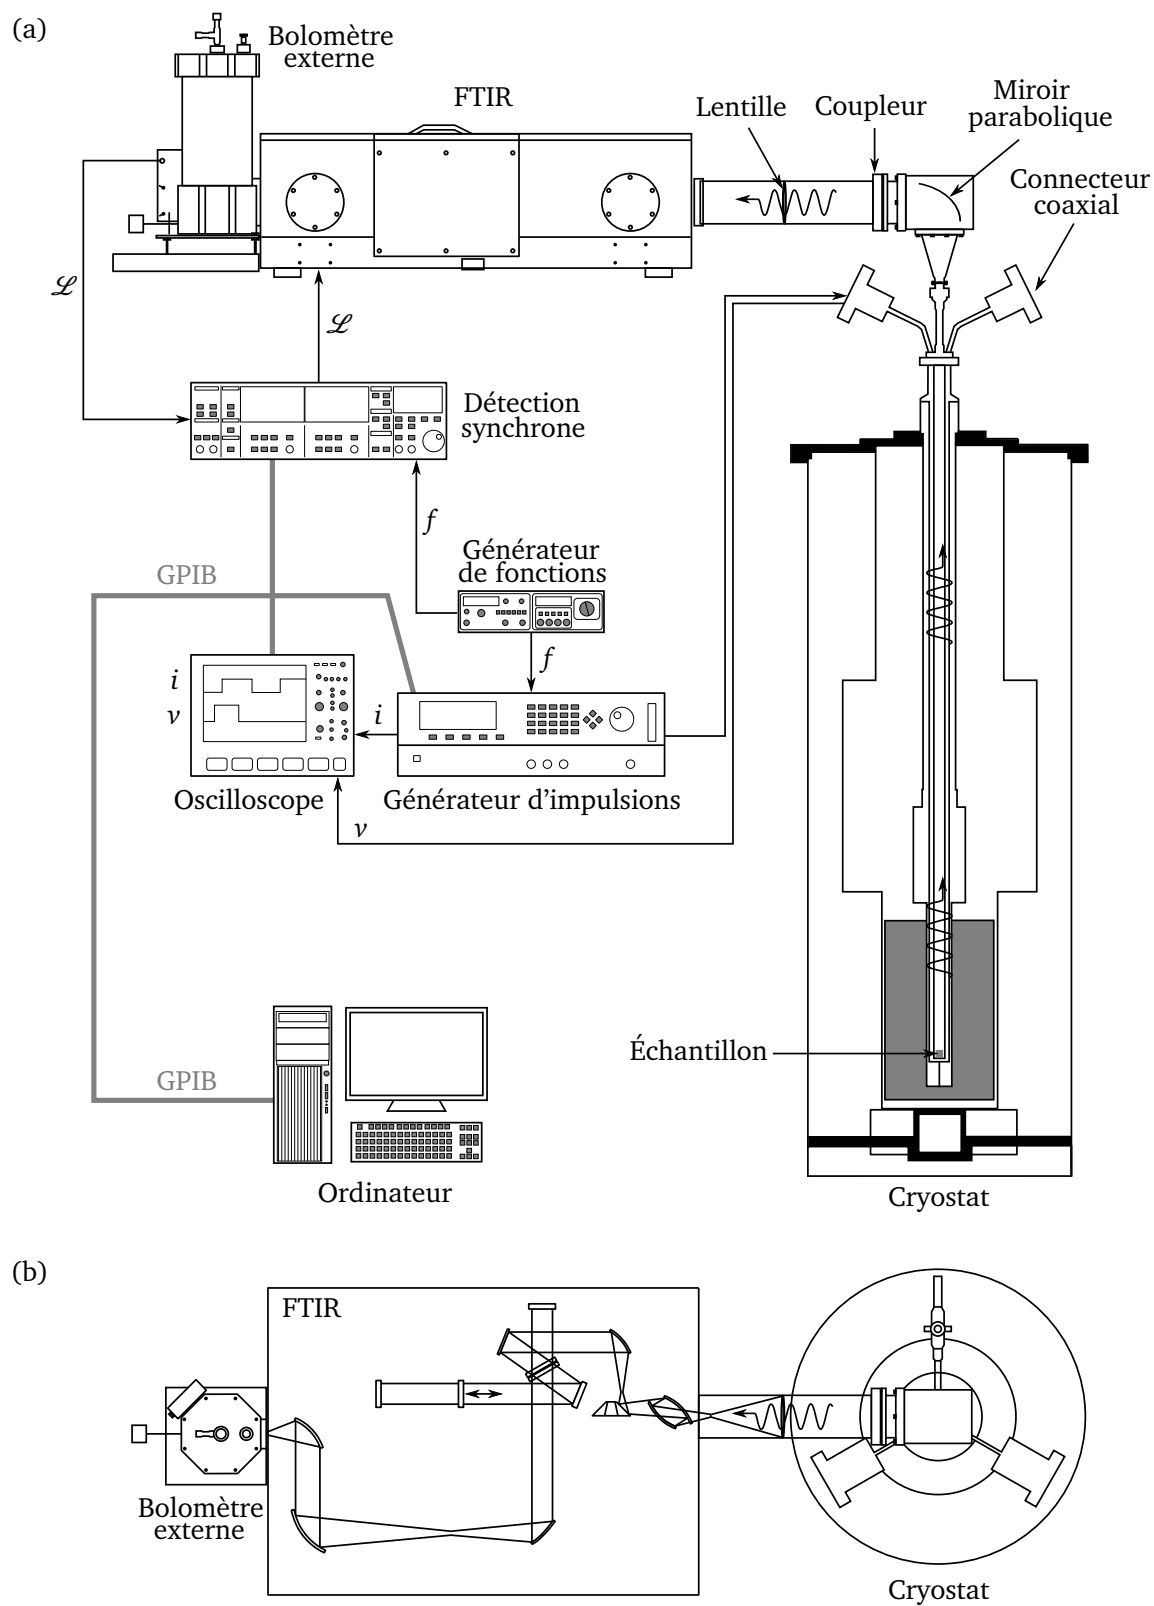 (a)
Bolomètre
externe
FTIR
Lentille
Coupleur
Miroir
parabolique
Connecteur
coaxial
ℒ
ℒ
Détection
synchrone
f
Générateur
de fonctions
GPIB
f
i
v
i
Oscilloscope
Générateur d'impulsions
v
Échantillon
GPIB
Ordinateur
Cryostat
(b)
FTIR
Bolomètre
externe
Cryostat